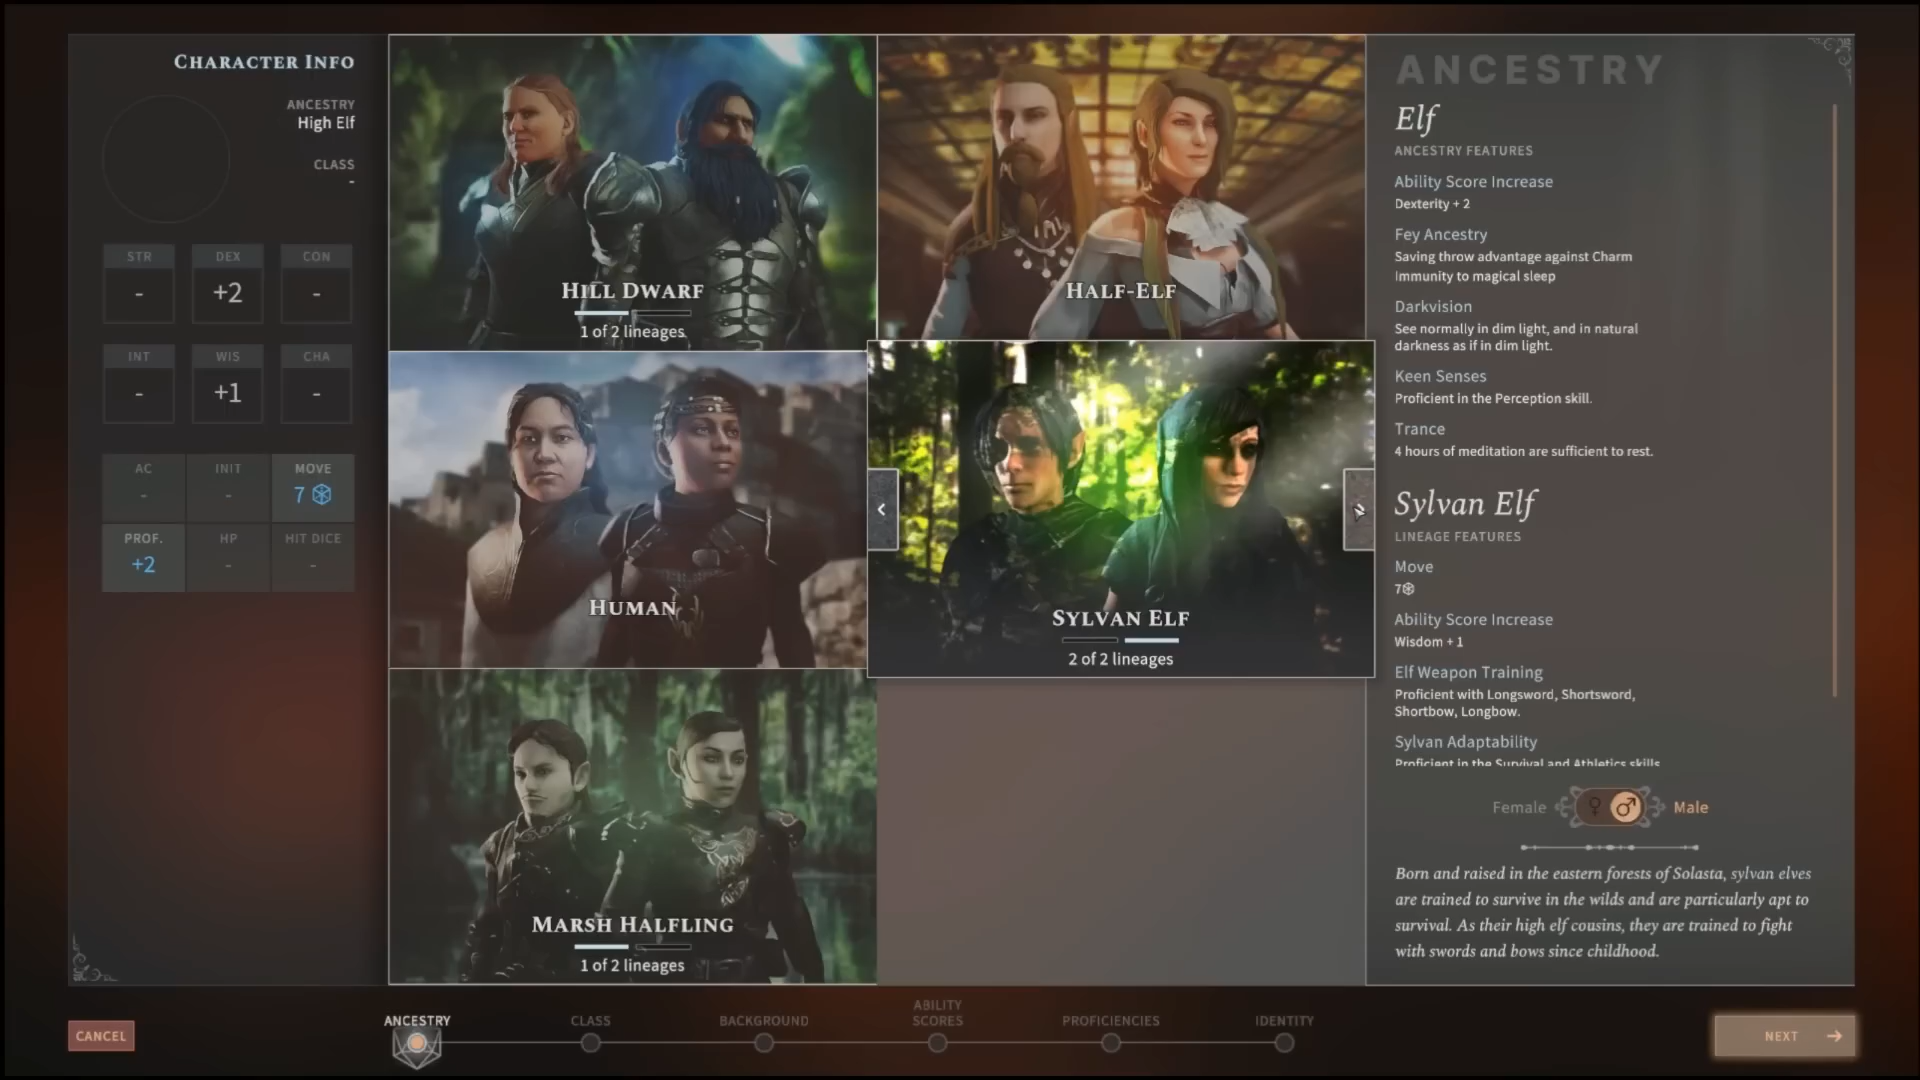 CHARACTER INFO
ANCESTRY
High Elf
CLASS
-
STR
DEX
CON
-
+2
-
INT
WIS
CHA
-
+1
-
AC
INIT
MOVE
-
-
7
PROF.
HP
HIT DICE
+2
-
-
HILL DWARF
1 of 2 lineages
HALF-ELF
HUMAN
SYLVAN ELF
2 of 2 lineages
MARSH HALFLING
1 of 2 lineages
ANCESTRY
Elf
ANCESTRY FEATURES
Ability Score Increase
Dexterity + 2
Fey Ancestry
Saving throw advantage against Charm
Immunity to magical sleep
Darkvision
See normally in dim light, and in natural
darkness as if in dim light.
Keen Senses
Proficient in the Perception skill.
Trance
4 hours of meditation are sufficient to rest.
Sylvan Elf
LINEAGE FEATURES
Move
7
Ability Score Increase
Wisdom + 1
Elf Weapon Training
Proficient with Longsword, Shortsword,
Shortbow, Longbow.
Sylvan Adaptability
Proficient in the Survival and Athletics skills
Female
Male
Born and raised in the eastern forests of Solasta, sylvan elves
are trained to survive in the wilds and are particularly apt to
survival. As their high elf cousins, they are trained to fight
with swords and bows since childhood.
CANCEL
ANCESTRY
CLASS
BACKGROUND
ABILITY
SCORES
PROFICIENCIES
IDENTITY
NEXT